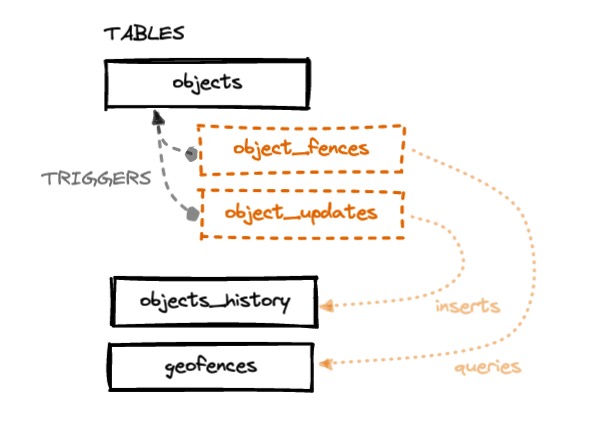 TABLES
objects
object_fences
TRIGGERS
object_updates
objects_history
inserts
geofences
queries